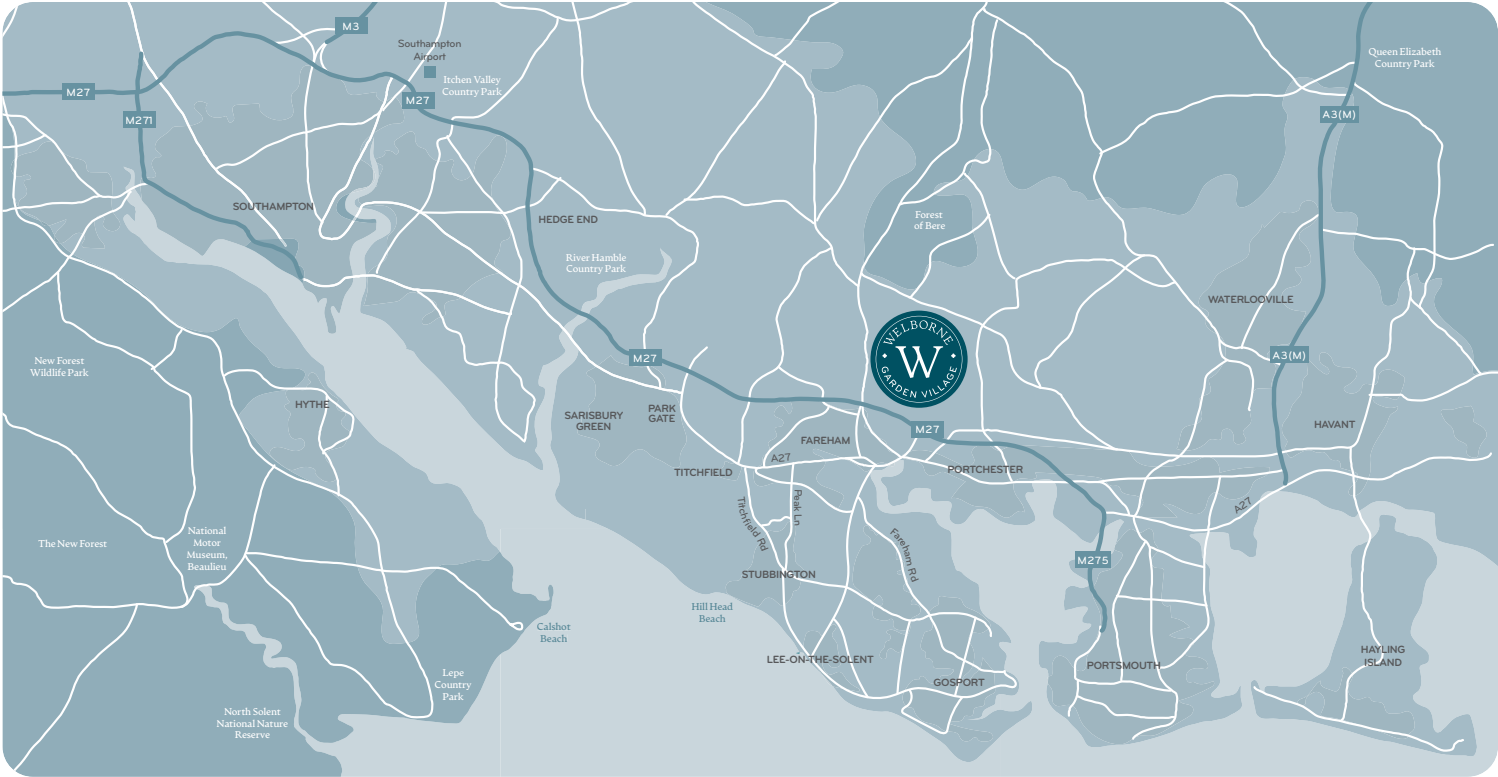 M3
Southampton
Airport
Itchen Valley
Country Park
Queen Elizabeth
Country Park
M27
M27
M271
A3(M)
SOUTHAMPTON
HEDGE END
Forest
of Bere
River Hamble
Country Park
WATERLOOVILLE
WELBORNE
W
GARDEN VILLAGE
New Forest
Wildlife Park
M27
A3(M)
HYTHE
SARISBURY
GREEN
PARK
GATE
M27
HAVANT
FAREHAM
A27
TITCHFIELD
PORTCHESTER
Titchfield Rd
Peak Ln
A27
National
Motor
Museum,
Beaulieu
The New Forest
Fareham Rd
M275
STUBBINGTON
Hill Head
Beach
Calshot
Beach
LEE-ON-THE-SOLENT
PORTSMOUTH
HAYLING
ISLAND
GOSPORT
Lepe
Country
Park
North Solent
National Nature
Reserve